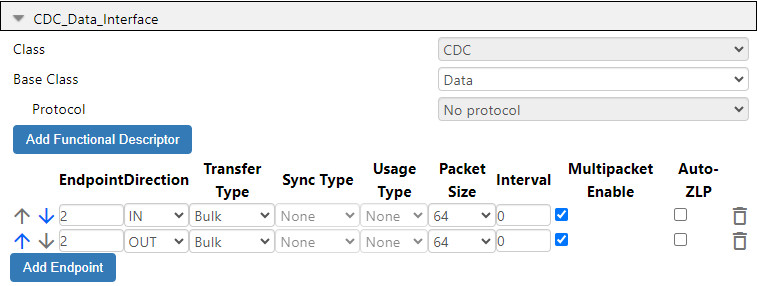 CDC_Data_Interface
Class CDC
Base Class Data
Protocol No protocol
Add Functional Descriptor
Endpoint Direction Transfer Type Sync Type Usage Type Packet Size Interval Multipacket Enable Auto-ZLP
2 IN Bulk None None 64 0
2 OUT Bulk None None 64 0
Add Endpoint